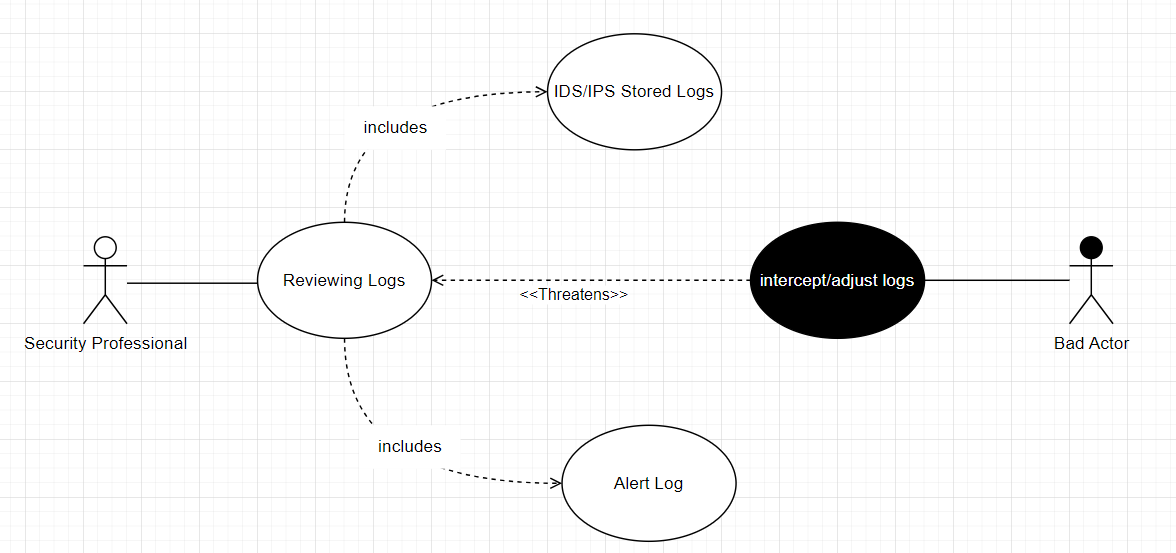 IDS/IPS Stored Logs
includes
Reviewing Logs
intercept/adjust logs
<<Threatens>>
Security Professional
Bad Actor
includes
Alert Log